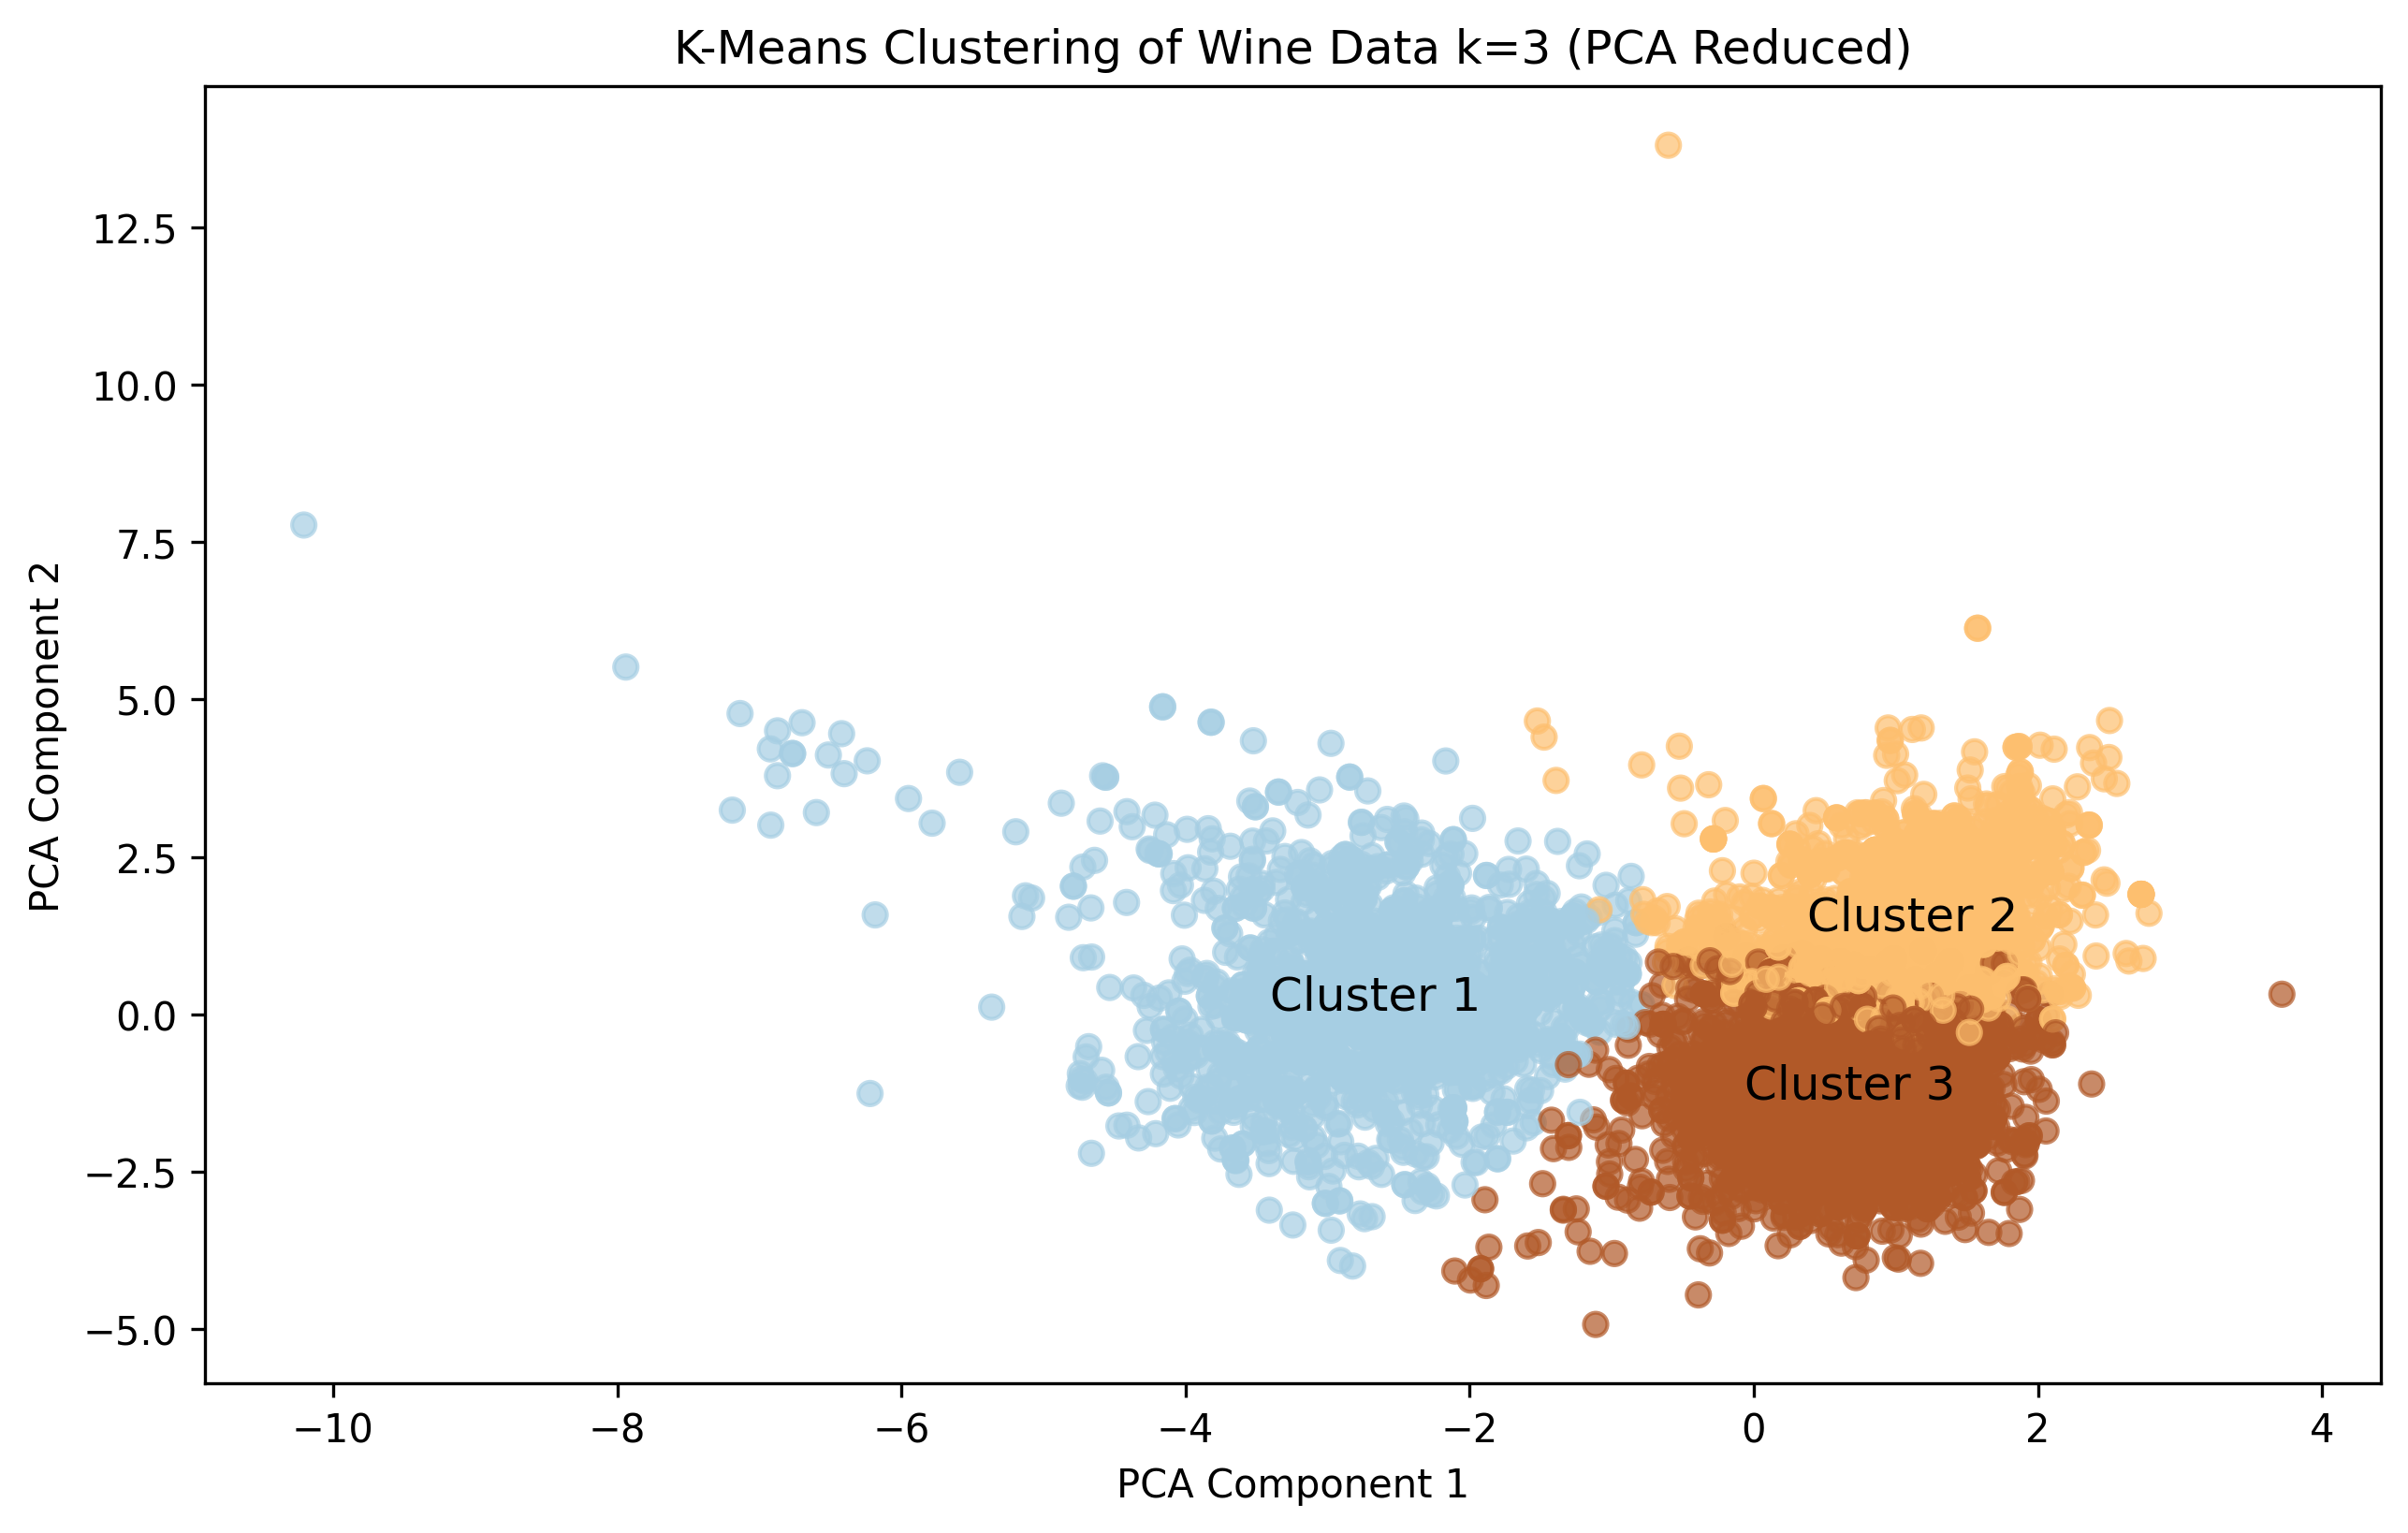 K-Means Clustering of Wine Data k=3 (PCA Reduced)
PCA Component 2
12.5
10.0
7.5
5.0
2.5
0.0
−2.5
−5.0
Cluster 2
Cluster 1
Cluster 3
−10
−8
−6
−4
−2
0
2
4
PCA Component 1